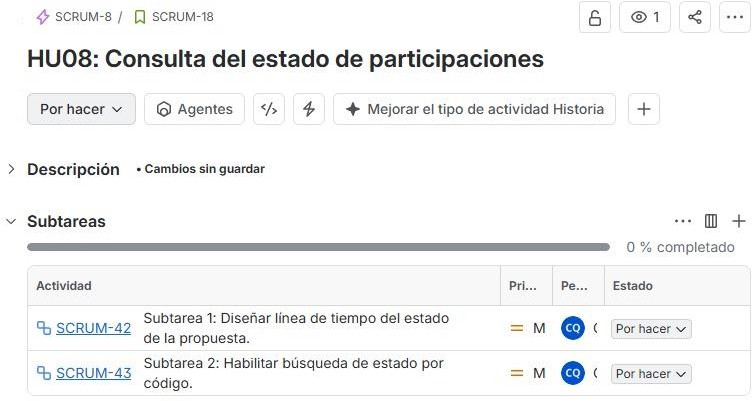 SCRUM-8 / SCRUM-18
1
HU08: Consulta del estado de participaciones
Por hacer Agentes </> Mejorar el tipo de actividad Historia
Descripción • Cambios sin guardar
Subtareas
0 % completado
Actividad Pri... Pe... Estado
SCRUM-42 Subtarea 1: Diseñar línea de tiempo del estado de la propuesta. M CQ Por hacer
SCRUM-43 Subtarea 2: Habilitar búsqueda de estado por código. M CQ Por hacer